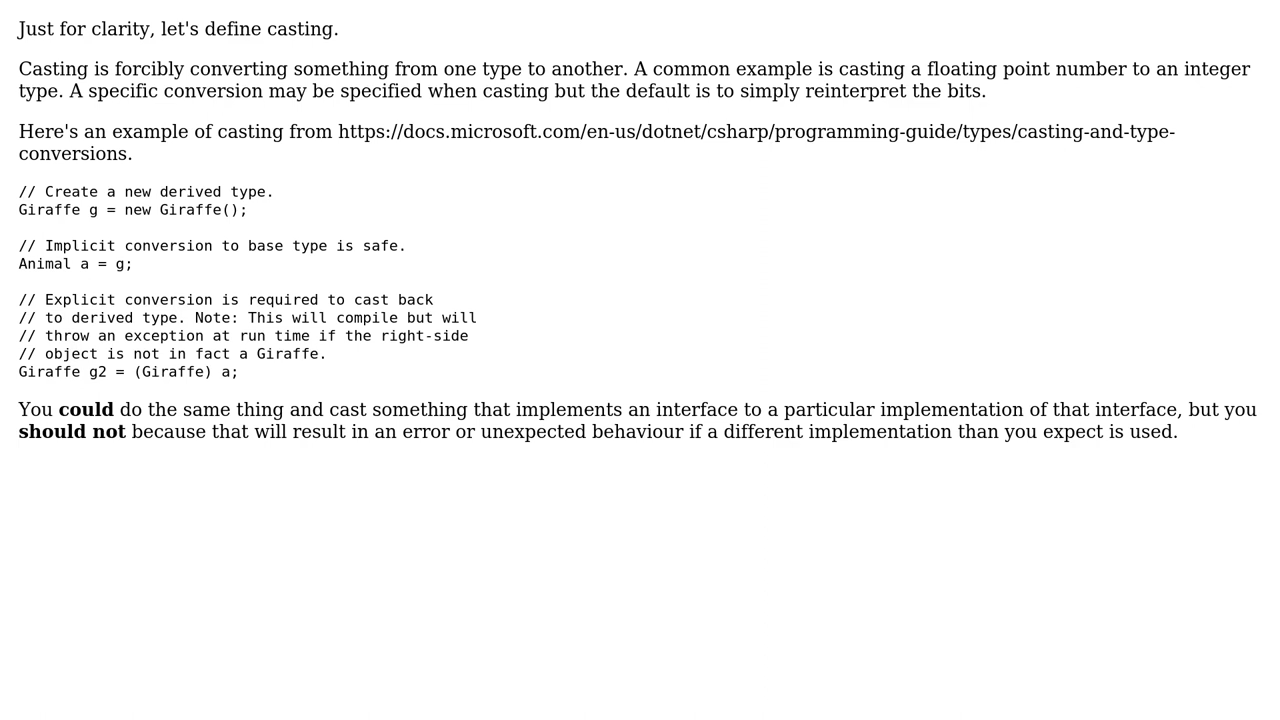 Just for clarity, let's define casting.
Casting is forcibly converting something from one type to another. A common example is casting a floating point number to an integer
type. A specific conversion may be specified when casting but the default is to simply reinterpret the bits.
Here's an example of casting from https://docs.microsoft.com/en-us/dotnet/csharp/programming-guide/types/casting-and-type-
conversions.
// Create a new derived type.
Giraffe g = new Giraffe();
// Implicit conversion to base type is safe.
Animal a = g;
// Explicit conversion is required to cast back
// to derived type. Note: This will compile but will
// throw an exception at run time if the right-side
// object is not in fact a Giraffe.
Giraffe g2 = (Giraffe) a;
You could do the same thing and cast something that implements an interface to a particular implementation of that interface, but you
should not because that will result in an error or unexpected behaviour if a different implementation than you expect is used.